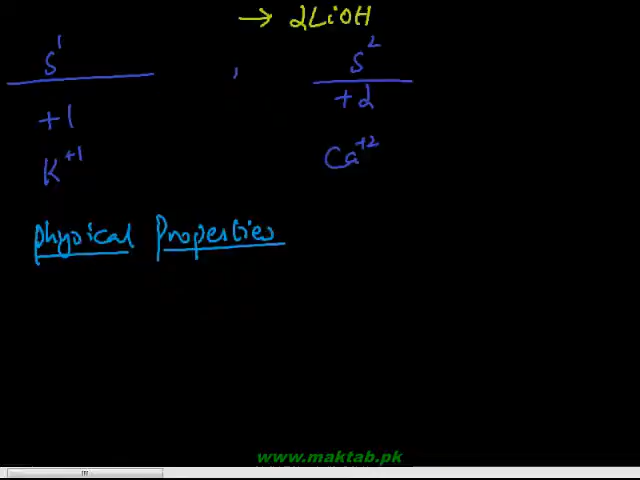 → 2LiOH
S¹ , S²
+1 +2
K⁺¹ Ca⁺²
Physical Properties
www.maktab.pk